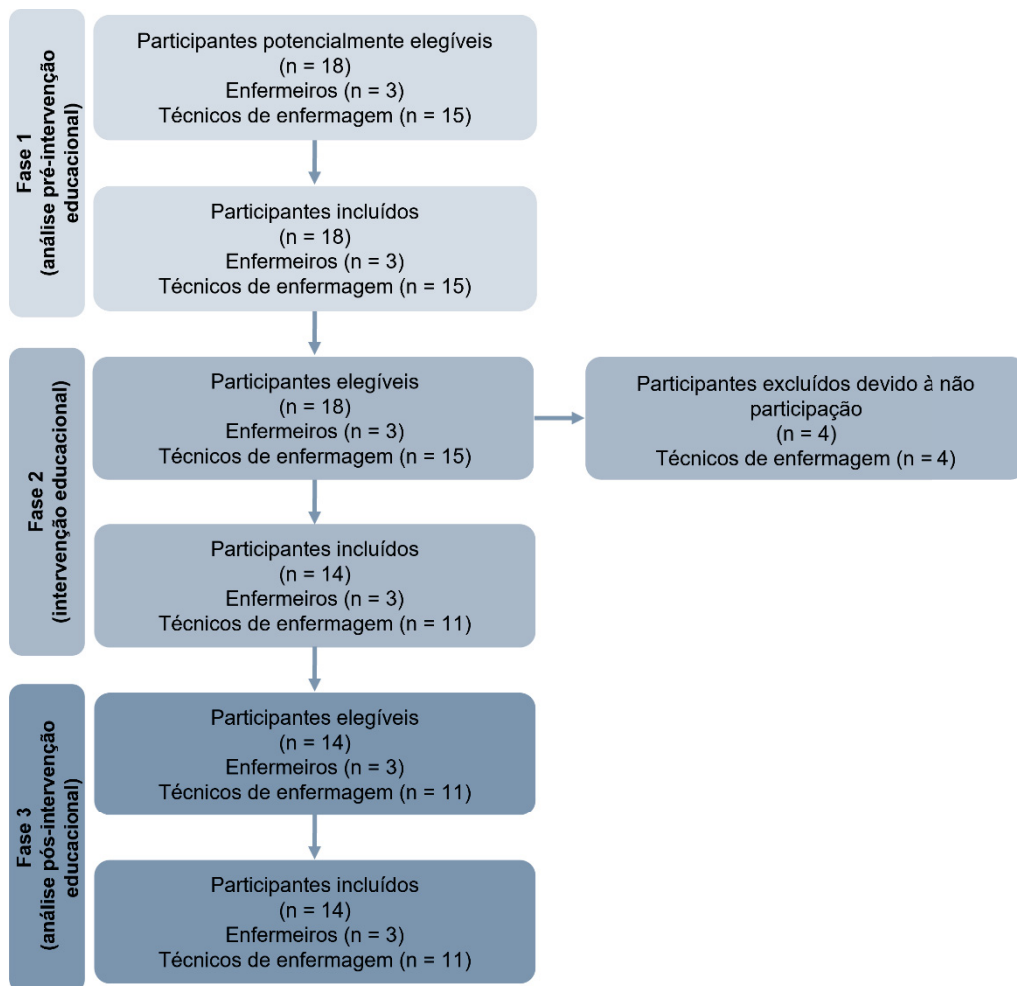 Fase 1
(análise pré-intervenção
educacional)
Participantes potencialmente elegíveis
(n = 18)
Enfermeiros (n = 3)
Técnicos de enfermagem (n = 15)
Participantes incluídos
(n = 18)
Enfermeiros (n = 3)
Técnicos de enfermagem (n = 15)
Fase 2
(intervenção educacional)
Participantes elegíveis
(n = 18)
Enfermeiros (n = 3)
Técnicos de enfermagem (n = 15)
Participantes excluídos devido à não
participação
(n = 4)
Técnicos de enfermagem (n = 4)
Participantes incluídos
(n = 14)
Enfermeiros (n = 3)
Técnicos de enfermagem (n = 11)
Fase 3
(análise pós-intervenção
educacional)
Participantes elegíveis
(n = 14)
Enfermeiros (n = 3)
Técnicos de enfermagem (n = 11)
Participantes incluídos
(n = 14)
Enfermeiros (n = 3)
Técnicos de enfermagem (n = 11)